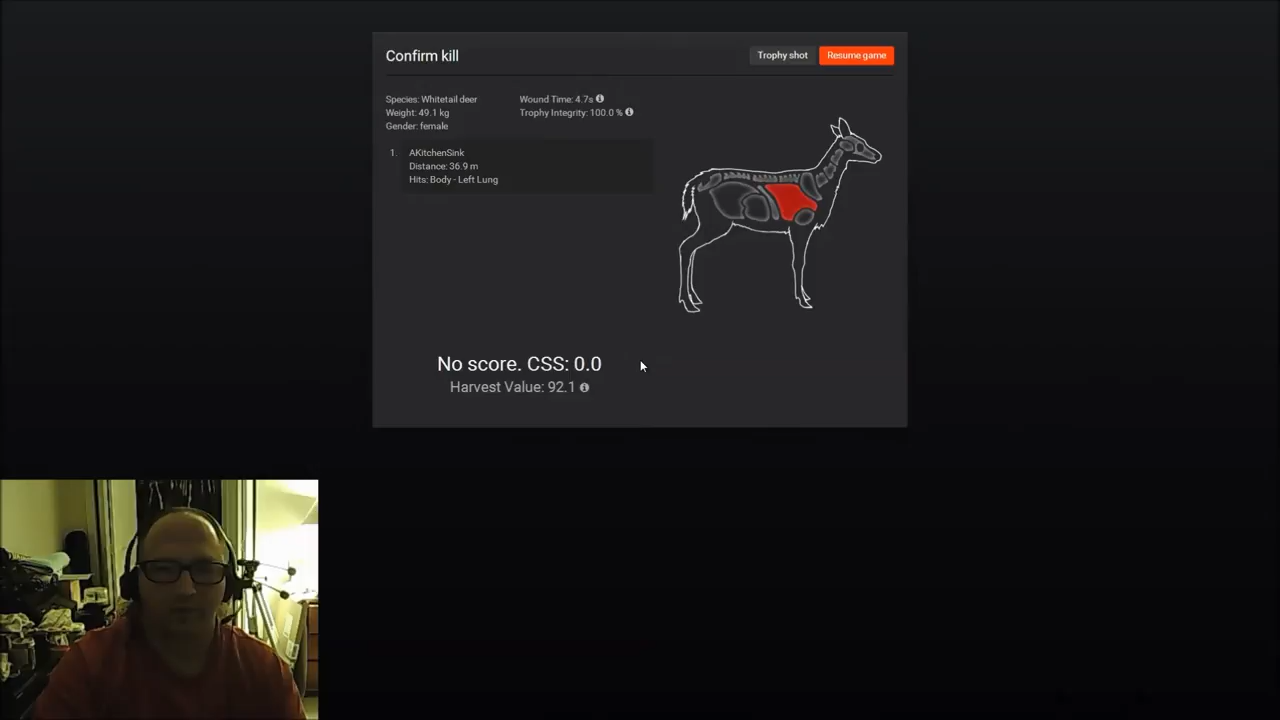 Confirm kill
Trophy shot
Resume game
Species: Whitetail deer
Weight: 49.1 kg
Gender: female
Wound Time: 4.7s
Trophy Integrity: 100.0 %
1. AKitchenSink
Distance: 36.9 m
Hits: Body - Left Lung
No score. CSS: 0.0
Harvest Value: 92.1